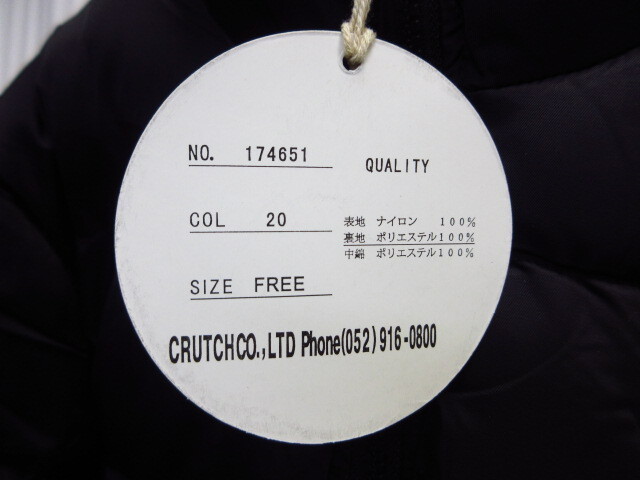 NO. 174651
QUALITY
COL 20
表地 ナイロン 100%
裏地 ポリエステル100%
中綿 ポリエステル100%
SIZE FREE
CRUTCHCO.,LTD Phone(052)916-0800